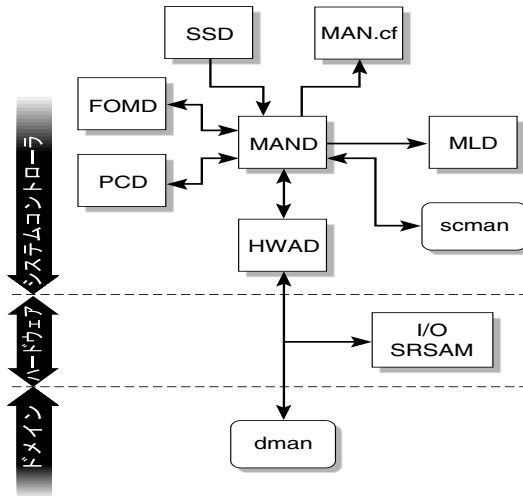 SSD
MAN.cf
FOMD
MAND
MLD
PCD
scman
HWAD
システムコントローラ
I/O
SRSAM
ハードウェア
dman
ドメイン